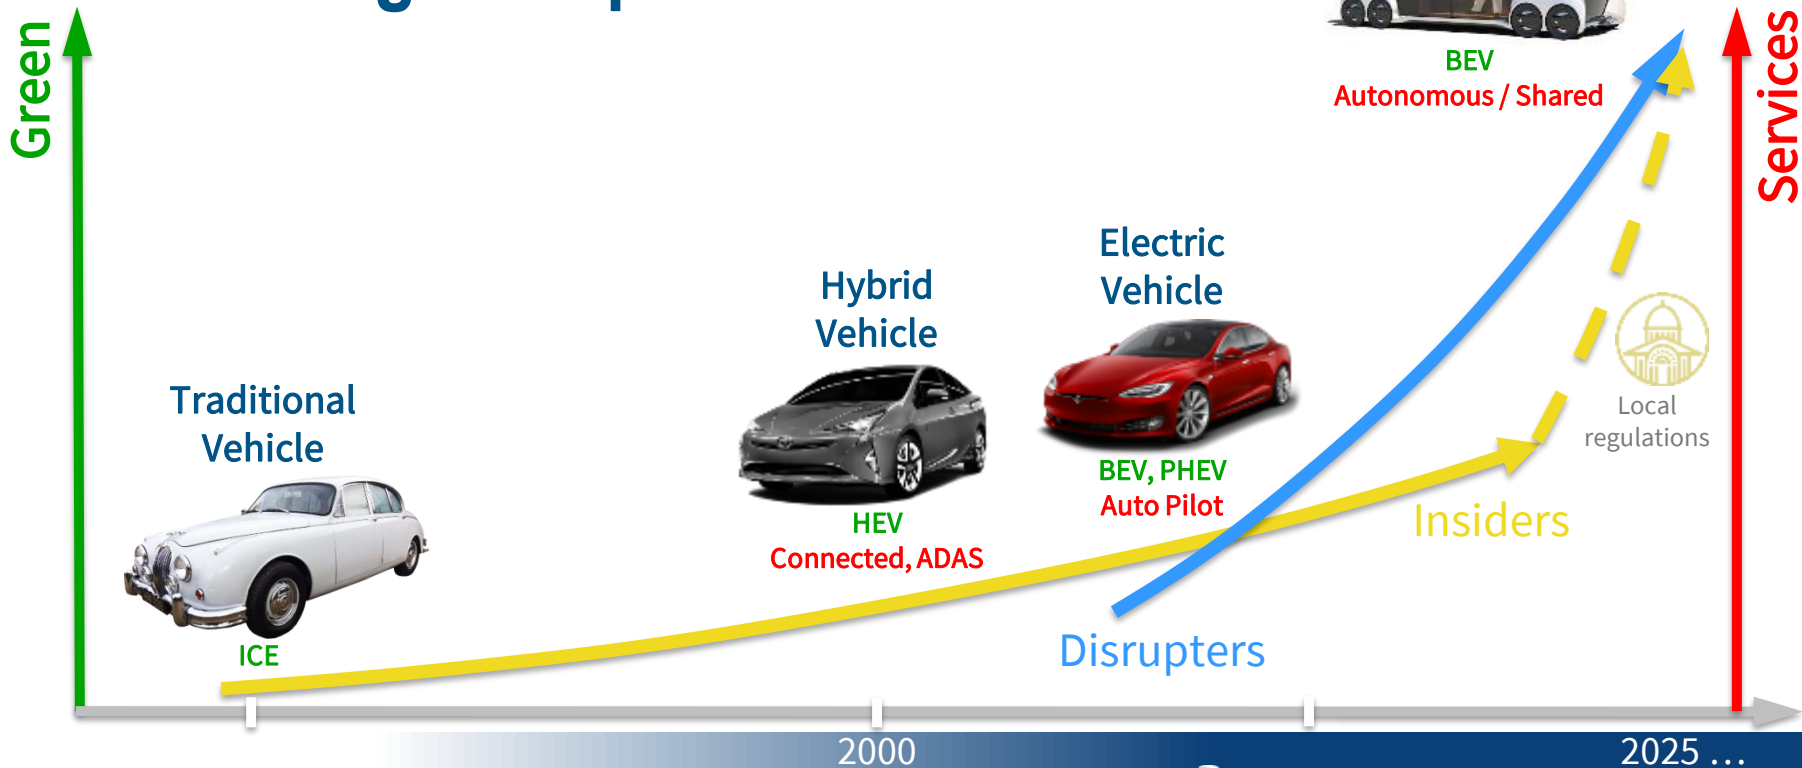 Green
Services
BEV
Autonomous / Shared
Electric
Vehicle
Hybrid
Vehicle
Traditional
Vehicle
BEV, PHEV
Auto Pilot
Local
regulations
HEV
Connected, ADAS
Insiders
ICE
Disrupters
2000
2025 ...